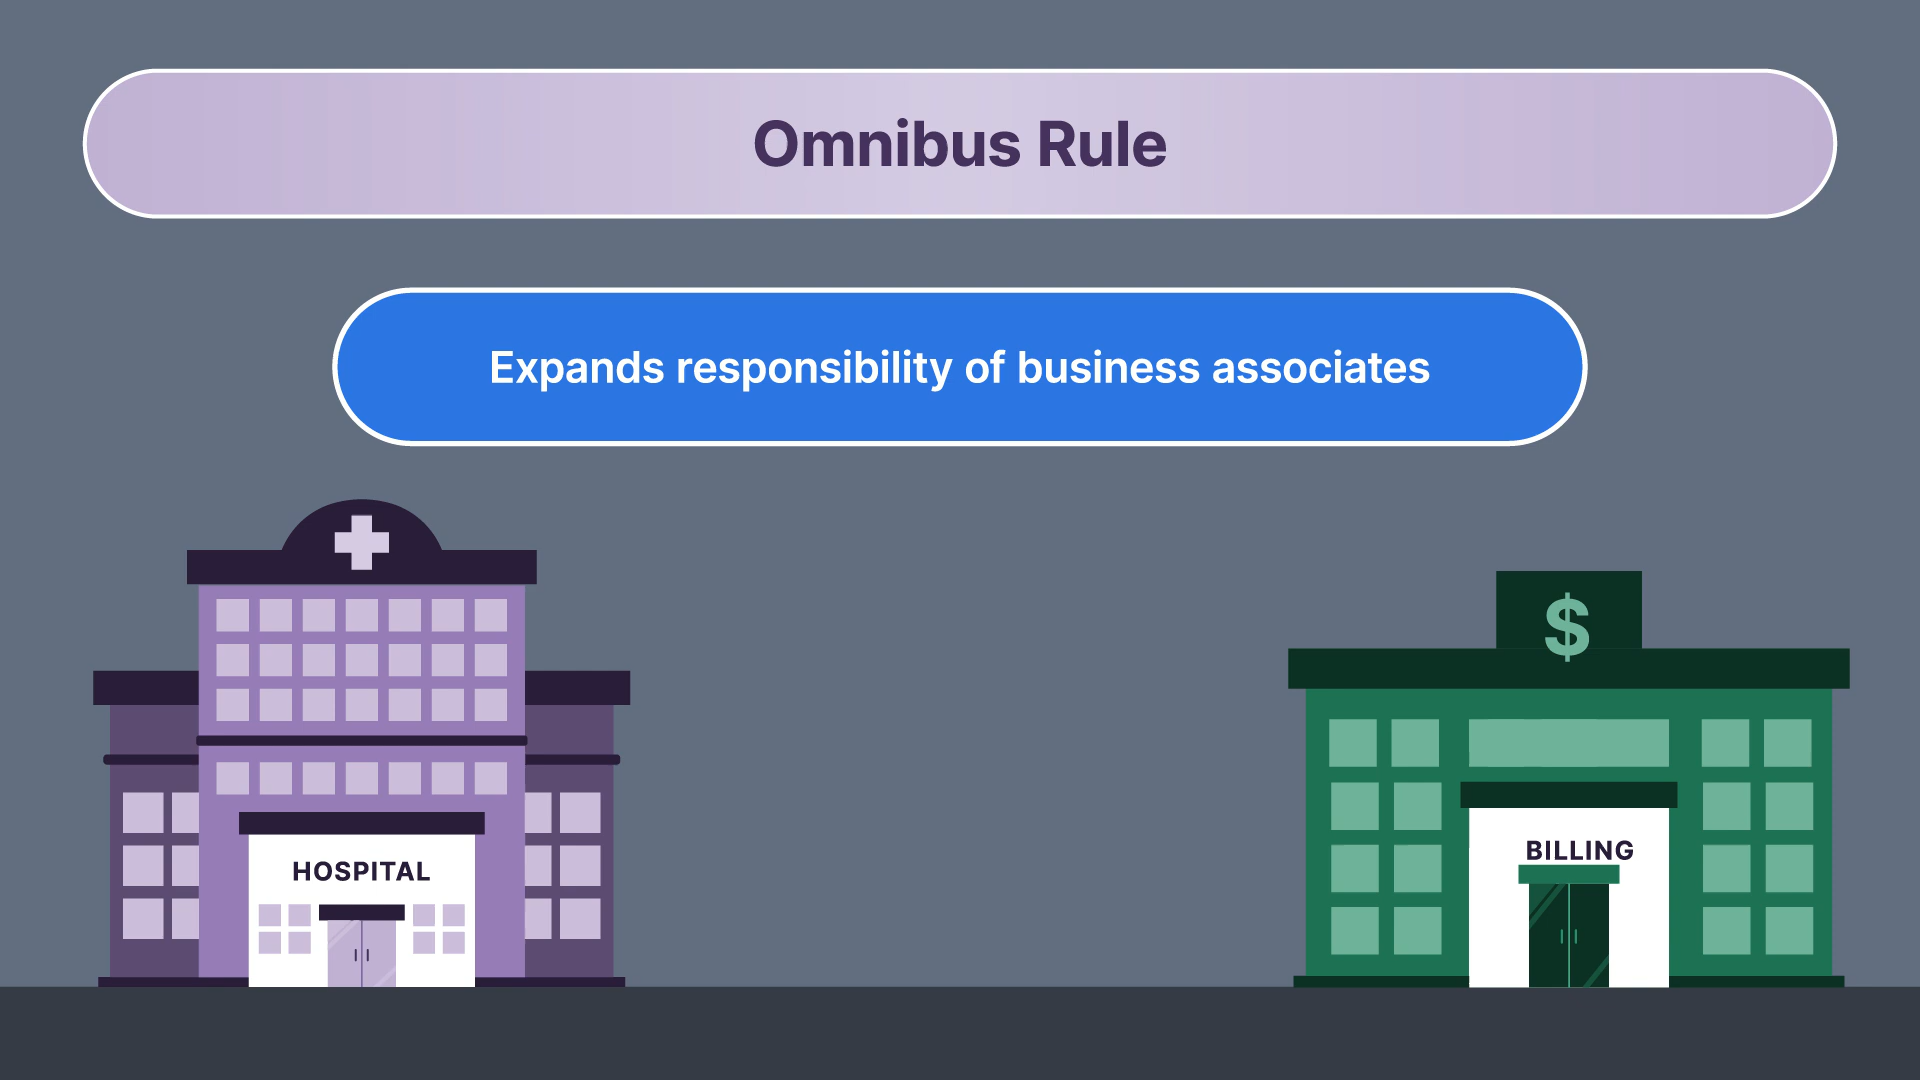 Omnibus Rule
Expands responsibility of business associates
$
HOSPITAL
BILLING